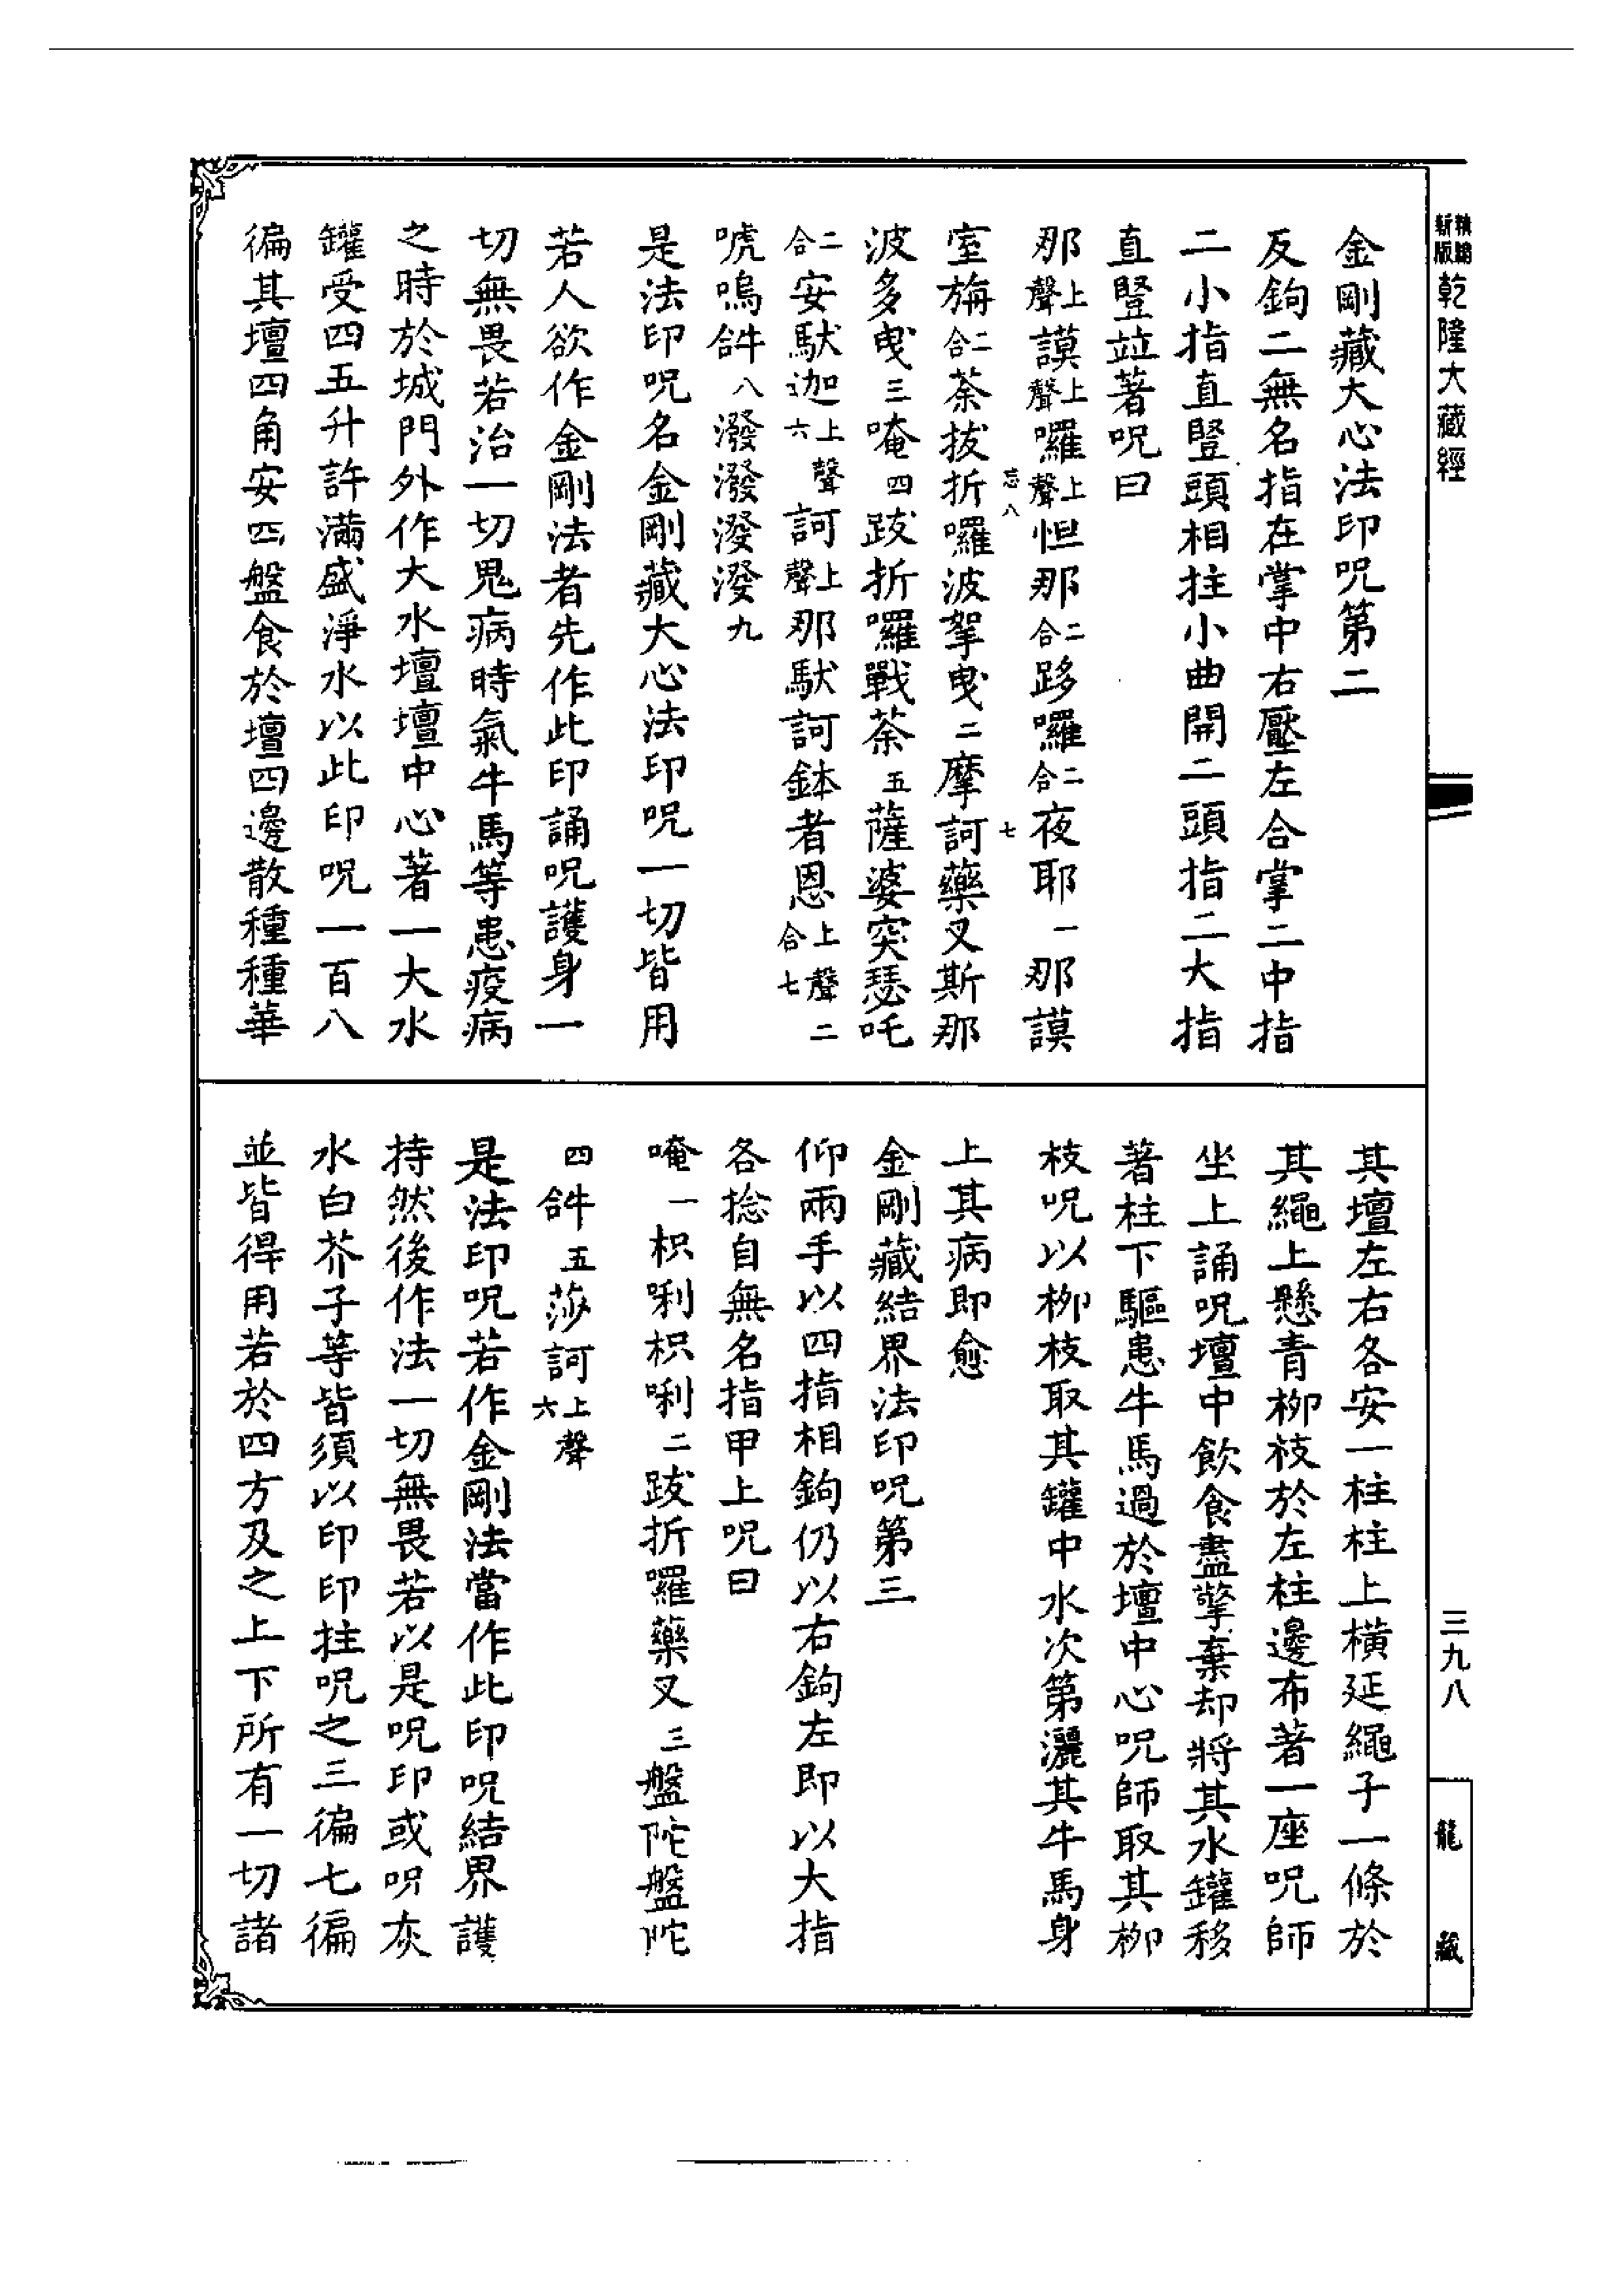 新版 精縮 乾隆大藏經
三九八
龍藏
金剛藏大心法印呪第二
反鉤二無名指在掌中右壓左合掌二中指
二小指直豎頭相拄小曲開二頭指二大指
直豎竝著呪曰
那上聲謨上聲囉上聲怛那二合跢囉二合夜耶一那謨
忘八 七
室旃二合茶拔折囉波拏曳二摩訶藥叉斯那
波多曳三唵四跋折囉戰茶五薩婆突瑟吒
二合安馱迦上聲六訶上聲那馱訶鉢者恩上聲二合七
唬嗚𤙖八潑潑潑潑九
是法印呪名金剛藏大心法印呪一切皆用
若人欲作金剛法者先作此印誦呪護身一
切無畏若治一切鬼病時氣牛馬等患疫病
之時於城門外作大水壇壇中心著一大水
罐受四五升許滿盛淨水以此印呪一百八
徧其壇四角安四盤食於壇四邊散種種華
其壇左右各安一柱柱上橫延繩子一條於
其繩上懸青柳枝於左柱邊布著一座呪師
坐上誦呪壇中飲食盡擎棄却將其水罐移
著柱下驅患牛馬過於壇中心呪師取其柳
枝呪以柳枝取其罐中水次第灑其牛馬身
上其病即愈
金剛藏結界法印呪第三
仰兩手以四指相鉤仍以右鉤左即以大指
各捻自無名指甲上呪曰
唵一枳唎枳唎二跋折囉藥叉三盤陀盤陀
四𤙖五莎訶上聲六
是法印呪若作金剛法當作此印呪結界護
持然後作法一切無畏若以是呪印或呪灰
水白芥子等皆須以印印拄呪之三徧七徧
並皆得用若於四方及之上下所有一切諸